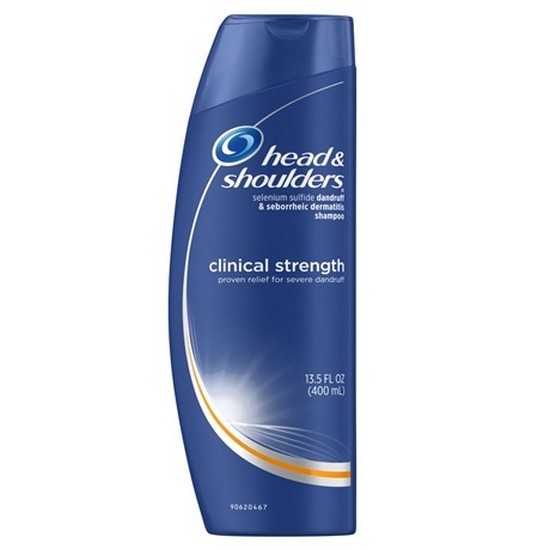 head &
shoulders®
selenium sulfide dandruff
& seborrheic dermatitis
shampoo
clinical strength
proven relief for severe dandruff
13.5 FL OZ
(400 mL)
90620467